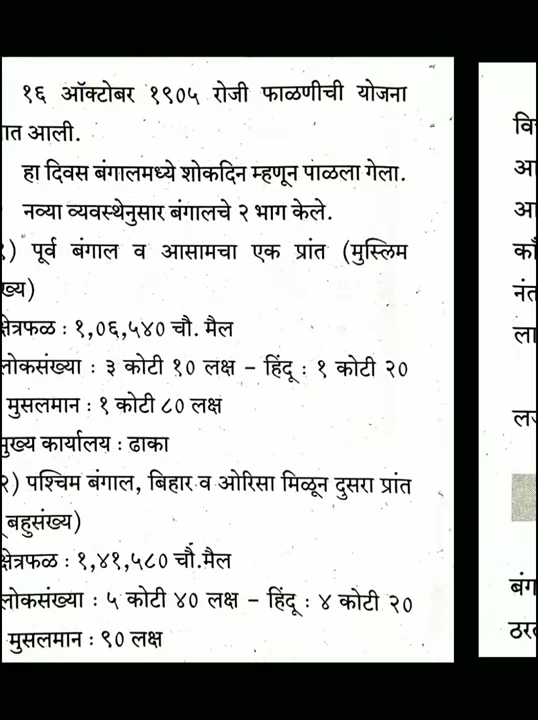 १६ ऑक्टोबर १९०५ रोजी फाळणीची योजना
ात आली.
हा दिवस बंगालमध्ये शोकदिन म्हणून पाळला गेला.
नव्या व्यवस्थेनुसार बंगालचे २ भाग केले.
१) पूर्व बंगाल व आसामचा एक प्रांत (मुस्लिम
ख्य)
क्षेत्रफळ : १,०६,५४० चौ. मैल
लोकसंख्या : ३ कोटी १० लक्ष – हिंदू : १ कोटी २०
मुसलमान : १ कोटी ८० लक्ष
मुख्य कार्यालय : ढाका
२) पश्चिम बंगाल, बिहार व ओरिसा मिळून दुसरा प्रांत
बहुसंख्य)
क्षेत्रफळ : १,४१,५८० चौ.मैल
लोकसंख्या : ५ कोटी ४० लक्ष – हिंदू : ४ कोटी २०
मुसलमान : ९० लक्ष
वि
आ
आ
काँ
नंत
ला
बंग